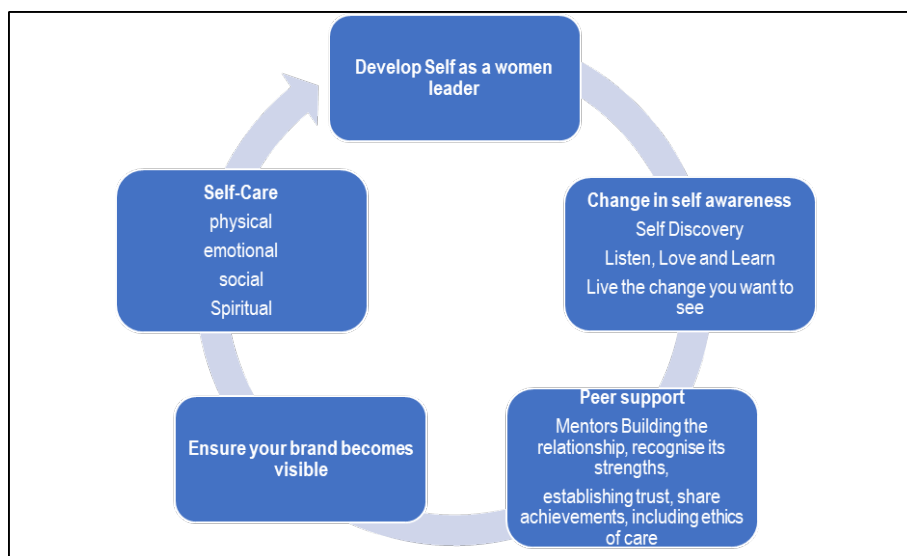 Develop Self as a women
leader
Change in self awareness
Self Discovery
Listen, Love and Learn
Live the change you want to
see
Peer support
Mentors Building the
relationship, recognise its
strengths,
establishing trust, share
achievements, including ethics
of care
Ensure your brand becomes
visible
Self-Care
physical
emotional
social
Spiritual